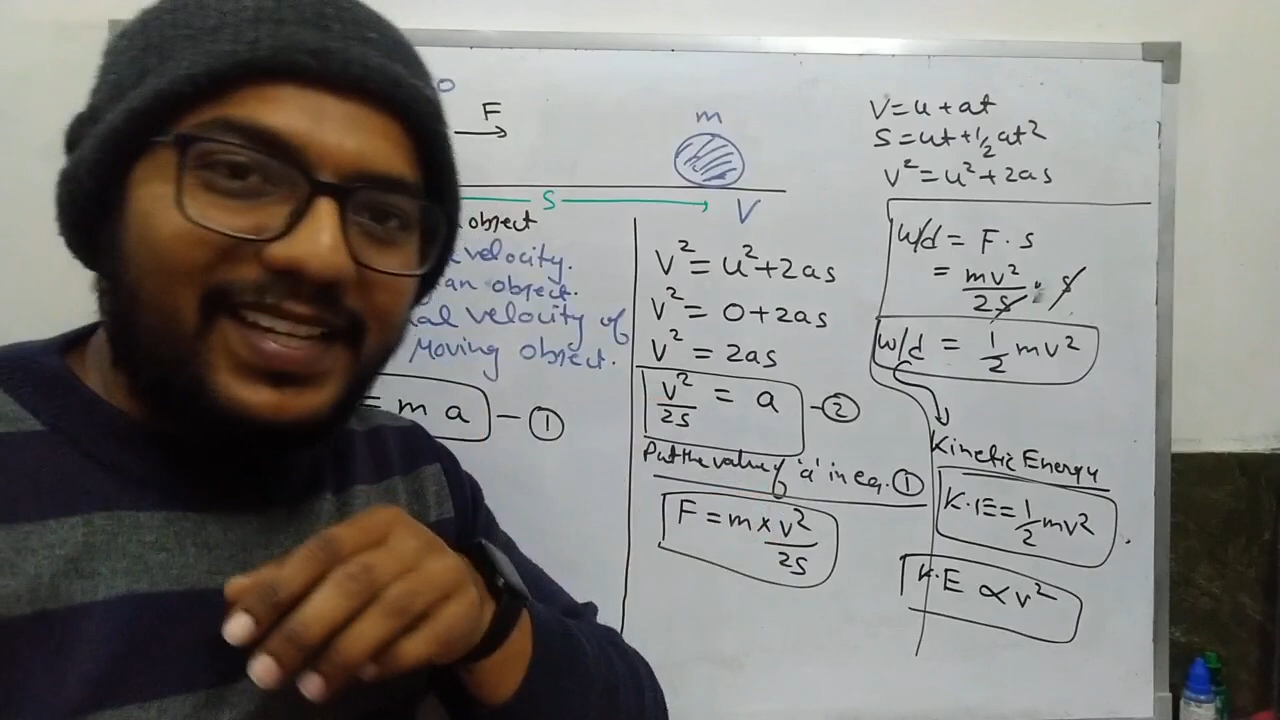 0
F
m
S
V
object
velocity.
an object.
al velocity of
Moving object.
= m a — ①
V² = u² + 2as
V² = 0 + 2as
V² = 2as
V²/2s = a — ②
Put the value of 'a' in eq. ①
F = m × V²/2s
V = u + at
S = ut + 1/2 at²
V² = u² + 2as
W/d = F · s
= mv²/2s · s
W/d = 1/2 mv²
Kinetic Energy
K.E = 1/2 mv²
K.E ∝ v²